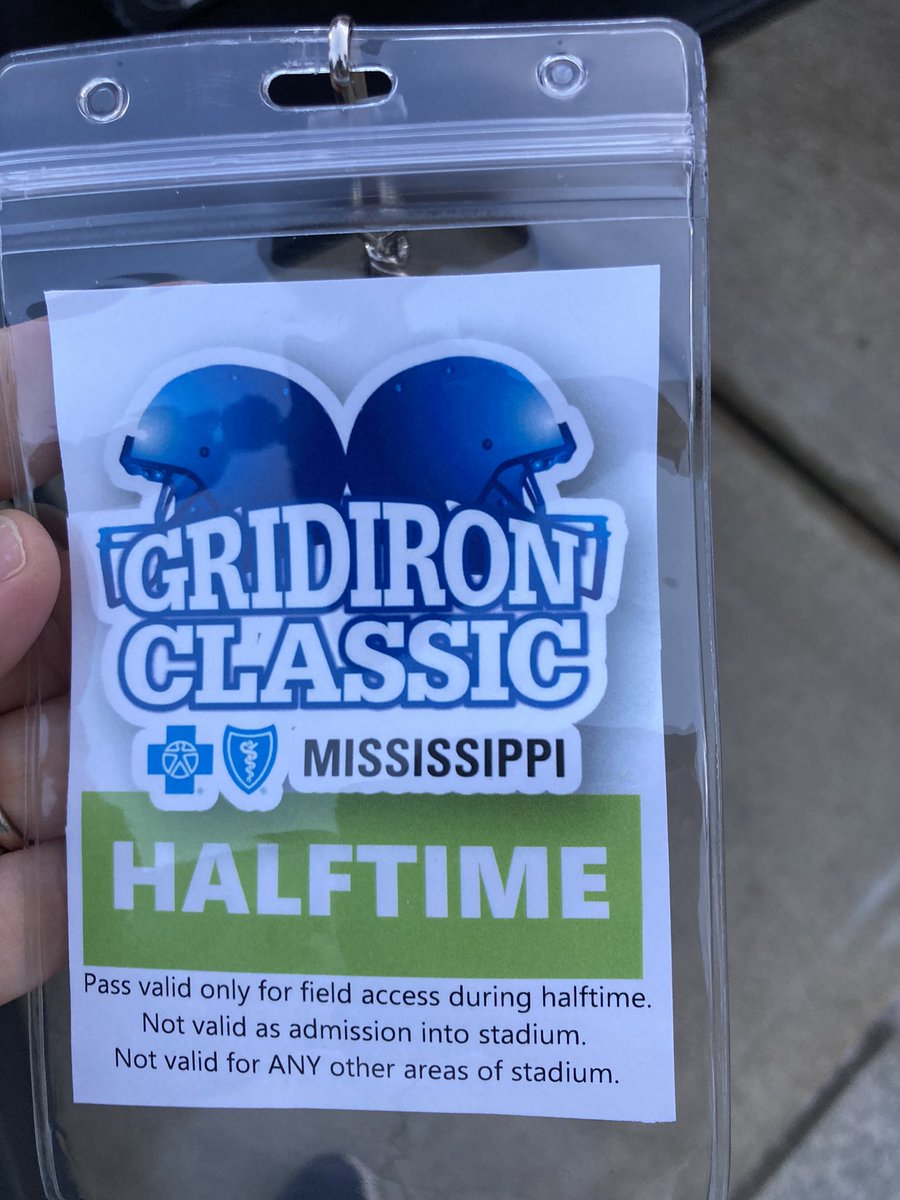 GRIDIRON
CLASSIC
MISSISSIPPI
HALFTIME
Pass valid only for field access during halftime.
Not valid as admission into stadium.
Not valid for ANY other areas of stadium.